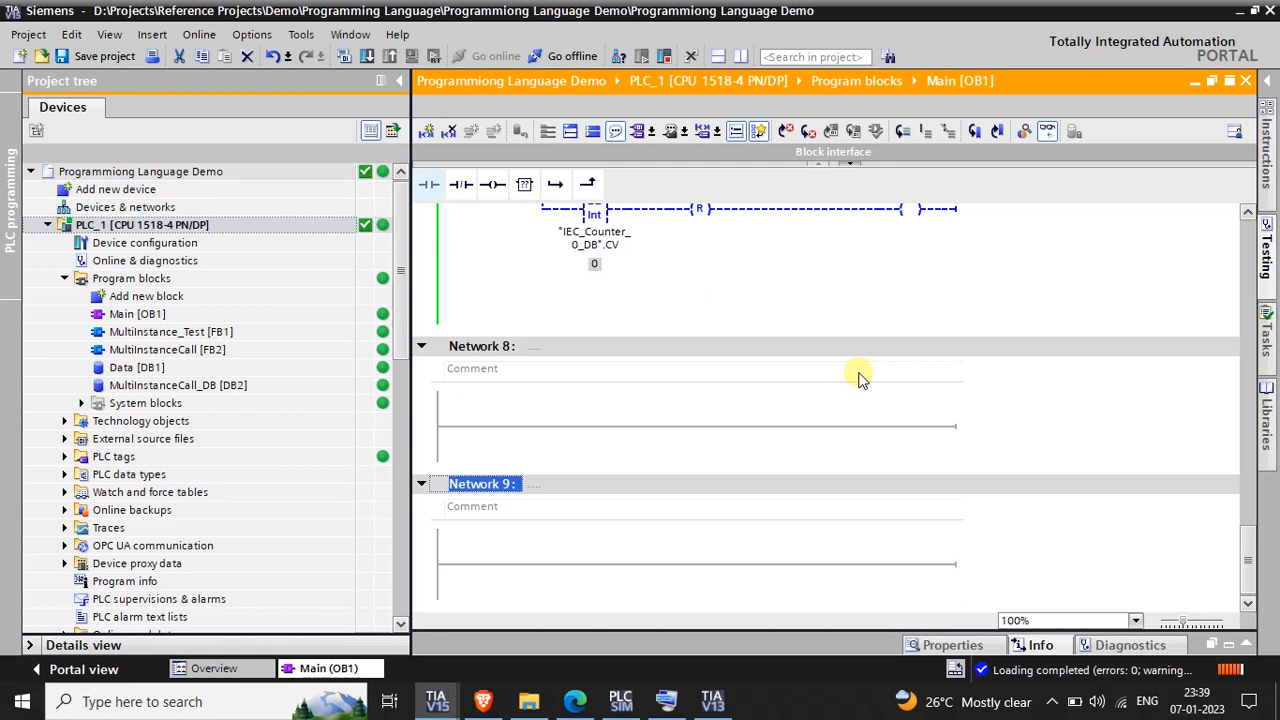 Siemens - D:\Projects\Reference Projects\Demo\Programming Language\Programmiong Language Demo\Programmiong Language Demo
Project Edit View Insert Online Options Tools Window Help
Totally Integrated Automation
PORTAL
Save project
Go online
Go offline
<Search in project>
Project tree
Programmiong Language Demo PLC_1 [CPU 1518-4 PN/DP] Program blocks Main [OB1]
Devices
Block interface
PLC programming
Programmiong Language Demo
Add new device
Devices & networks
PLC_1 [CPU 1518-4 PN/DP]
Device configuration
Online & diagnostics
Program blocks
Add new block
Main [OB1]
MultiInstance_Test [FB1]
MultiInstanceCall [FB2]
Data [DB1]
MultiInstanceCall_DB [DB2]
System blocks
Technology objects
External source files
PLC tags
PLC data types
Watch and force tables
Online backups
Traces
OPC UA communication
Device proxy data
Program info
PLC supervisions & alarms
PLC alarm text lists
Details view
??
Int
R
"IEC_Counter_
0_DB".CV
0
Network 8:
.....
Comment
Network 9:
.....
Comment
100%
Instructions
Testing
Tasks
Libraries
Properties
Info
Diagnostics
Portal view
Overview
Main (OB1)
Loading completed (errors: 0; warning...
TIA
V15
PLC
SIM
TIA
V13
Type here to search
26°C Mostly clear
ENG
23:39
07-01-2023